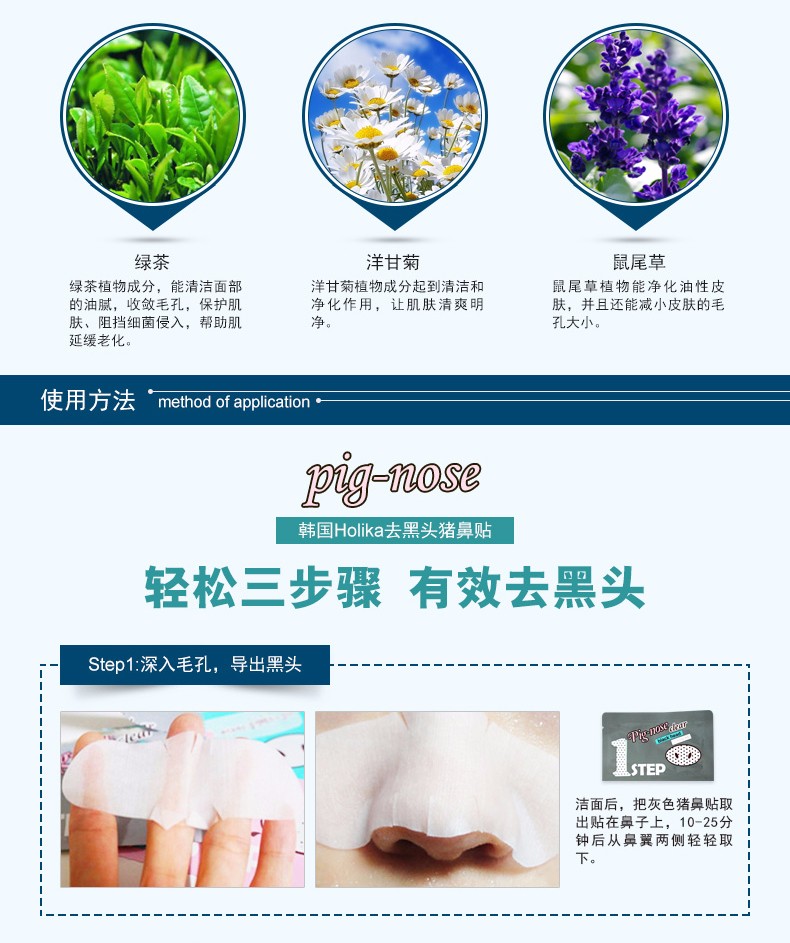 绿茶
绿茶植物成分，能清洁面部
的油腻，收敛毛孔，保护肌
肤、阻挡细菌侵入，帮助肌
延缓老化。
洋甘菊
洋甘菊植物成分起到清洁和
净化作用，让肌肤清爽明
净。
鼠尾草
鼠尾草植物能净化油性皮
肤，并且还能减小皮肤的毛
孔大小。
使用方法 method of application
pig-nose
韩国Holika去黑头猪鼻贴
轻松三步骤 有效去黑头
Step1:深入毛孔，导出黑头
Pig-nose clear
1STEP
洁面后，把灰色猪鼻贴取
出贴在鼻子上，10-25分
钟后从鼻翼两侧轻轻取
下。